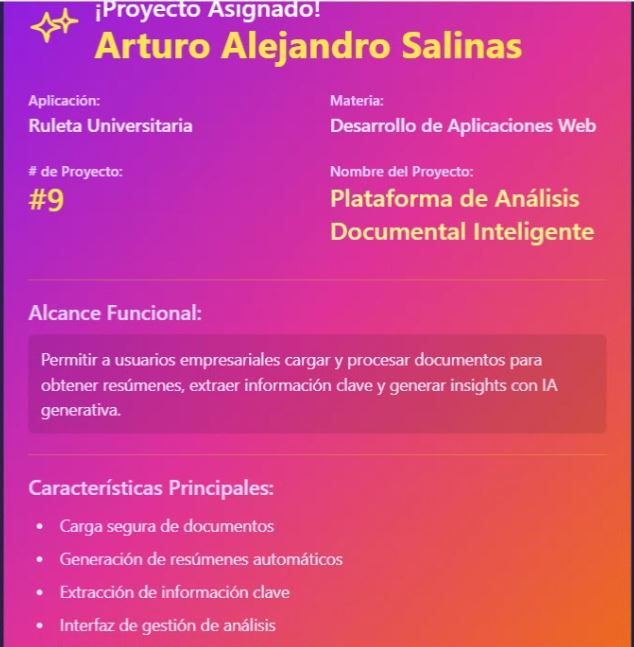 ¡Proyecto Asignado!
Arturo Alejandro Salinas
Aplicación:
Ruleta Universitaria
Materia:
Desarrollo de Aplicaciones Web
# de Proyecto:
#9
Nombre del Proyecto:
Plataforma de Análisis
Documental Inteligente
Alcance Funcional:
Permitir a usuarios empresariales cargar y procesar documentos para
obtener resúmenes, extraer información clave y generar insights con IA
generativa.
Características Principales:
• Carga segura de documentos
• Generación de resúmenes automáticos
• Extracción de información clave
• Interfaz de gestión de análisis